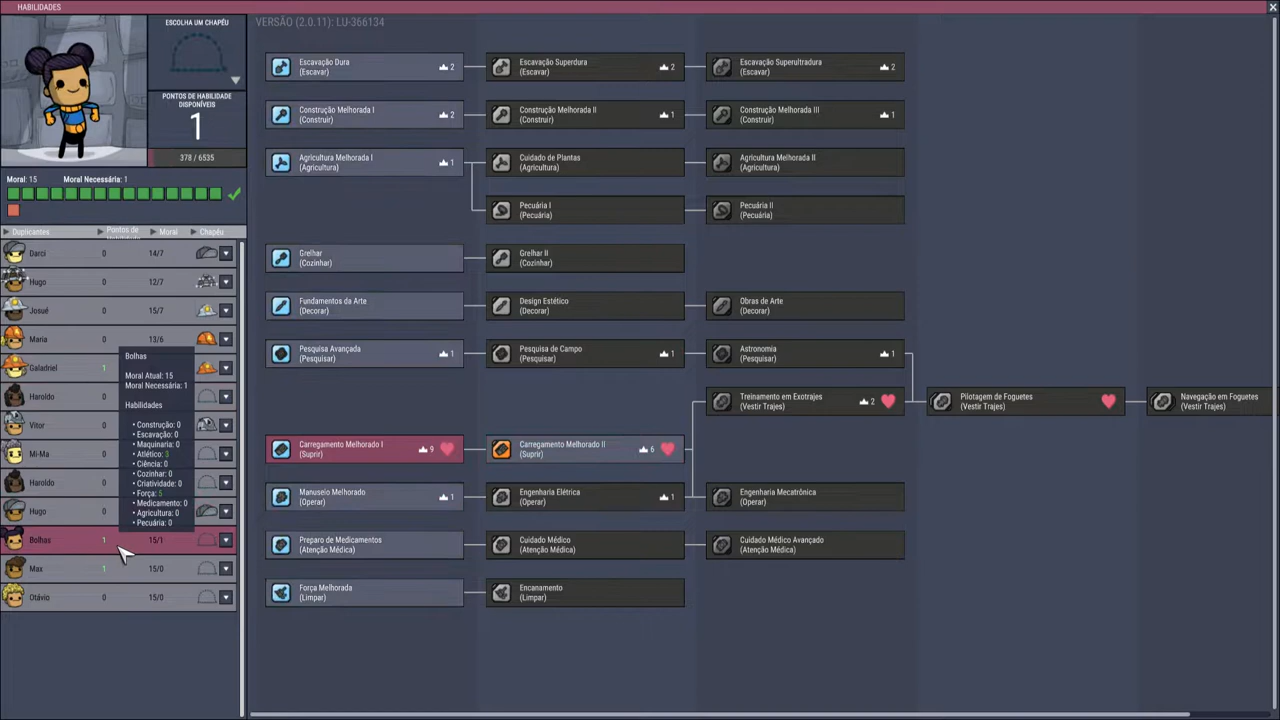 HABILIDADES
ESCOLHA UM CHAPÉU
PONTOS DE HABILIDADE
DISPONÍVEIS
1
378 / 6535
Moral: 15
Moral Necessária: 1
Duplicantes
Pontos de
Moral
Chapéu
Darci 0 14/7
Hugo 0 12/7
Josué 0 15/7
Maria 0 13/6
Galadriel 1
Haroldo
Vitor
Mi-Ma
Haroldo
Hugo
Bolhas 1 15/1
Max 1 15/0
Otávio 0 15/0
Bolhas
Moral Atual: 15
Moral Necessária: 1
Habilidades
• Construção: 0
• Escavação: 0
• Maquinaria: 0
• Atlético: 3
• Ciência: 0
• Cozinhar: 0
• Criatividade: 0
• Força: 5
• Medicamento: 0
• Agricultura: 0
• Pecuária: 0
VERSÃO (2.0.11): LU-366134
Escavação Dura
(Escavar)
2
Escavação Superdura
(Escavar)
2
Escavação Superultradura
(Escavar)
2
Construção Melhorada I
(Construir)
2
Construção Melhorada II
(Construir)
1
Construção Melhorada III
(Construir)
1
Agricultura Melhorada I
(Agricultura)
1
Cuidado de Plantas
(Agricultura)
Agricultura Melhorada II
(Agricultura)
Pecuária I
(Pecuária)
Pecuária II
(Pecuária)
Grelhar
(Cozinhar)
Grelhar II
(Cozinhar)
Fundamentos da Arte
(Decorar)
Design Estético
(Decorar)
Obras de Arte
(Decorar)
Pesquisa Avançada
(Pesquisar)
1
Pesquisa de Campo
(Pesquisar)
1
Astronomia
(Pesquisar)
1
Treinamento em Exotrajes
(Vestir Trajes)
2
Pilotagem de Foguetes
(Vestir Trajes)
Navegação em Foguetes
(Vestir Trajes)
Carregamento Melhorado I
(Suprir)
9
Carregamento Melhorado II
(Suprir)
6
Manuseio Melhorado
(Operar)
1
Engenharia Elétrica
(Operar)
1
Engenharia Mecatrônica
(Operar)
Preparo de Medicamentos
(Atenção Médica)
Cuidado Médico
(Atenção Médica)
Cuidado Médico Avançado
(Atenção Médica)
Força Melhorada
(Limpar)
Encanamento
(Limpar)